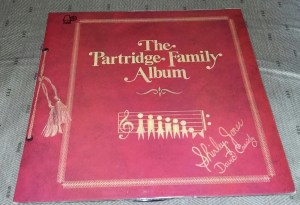 The
Partridge Family
Album
Shirley Jones
David Cassidy